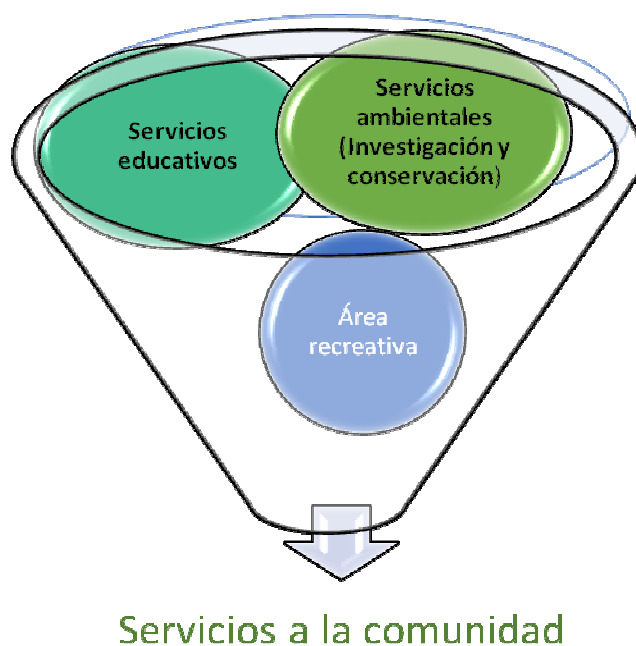 Servicios
educativos
Servicios
ambientales
(Investigación y
conservación)
Área
recreativa
Servicios a la comunidad